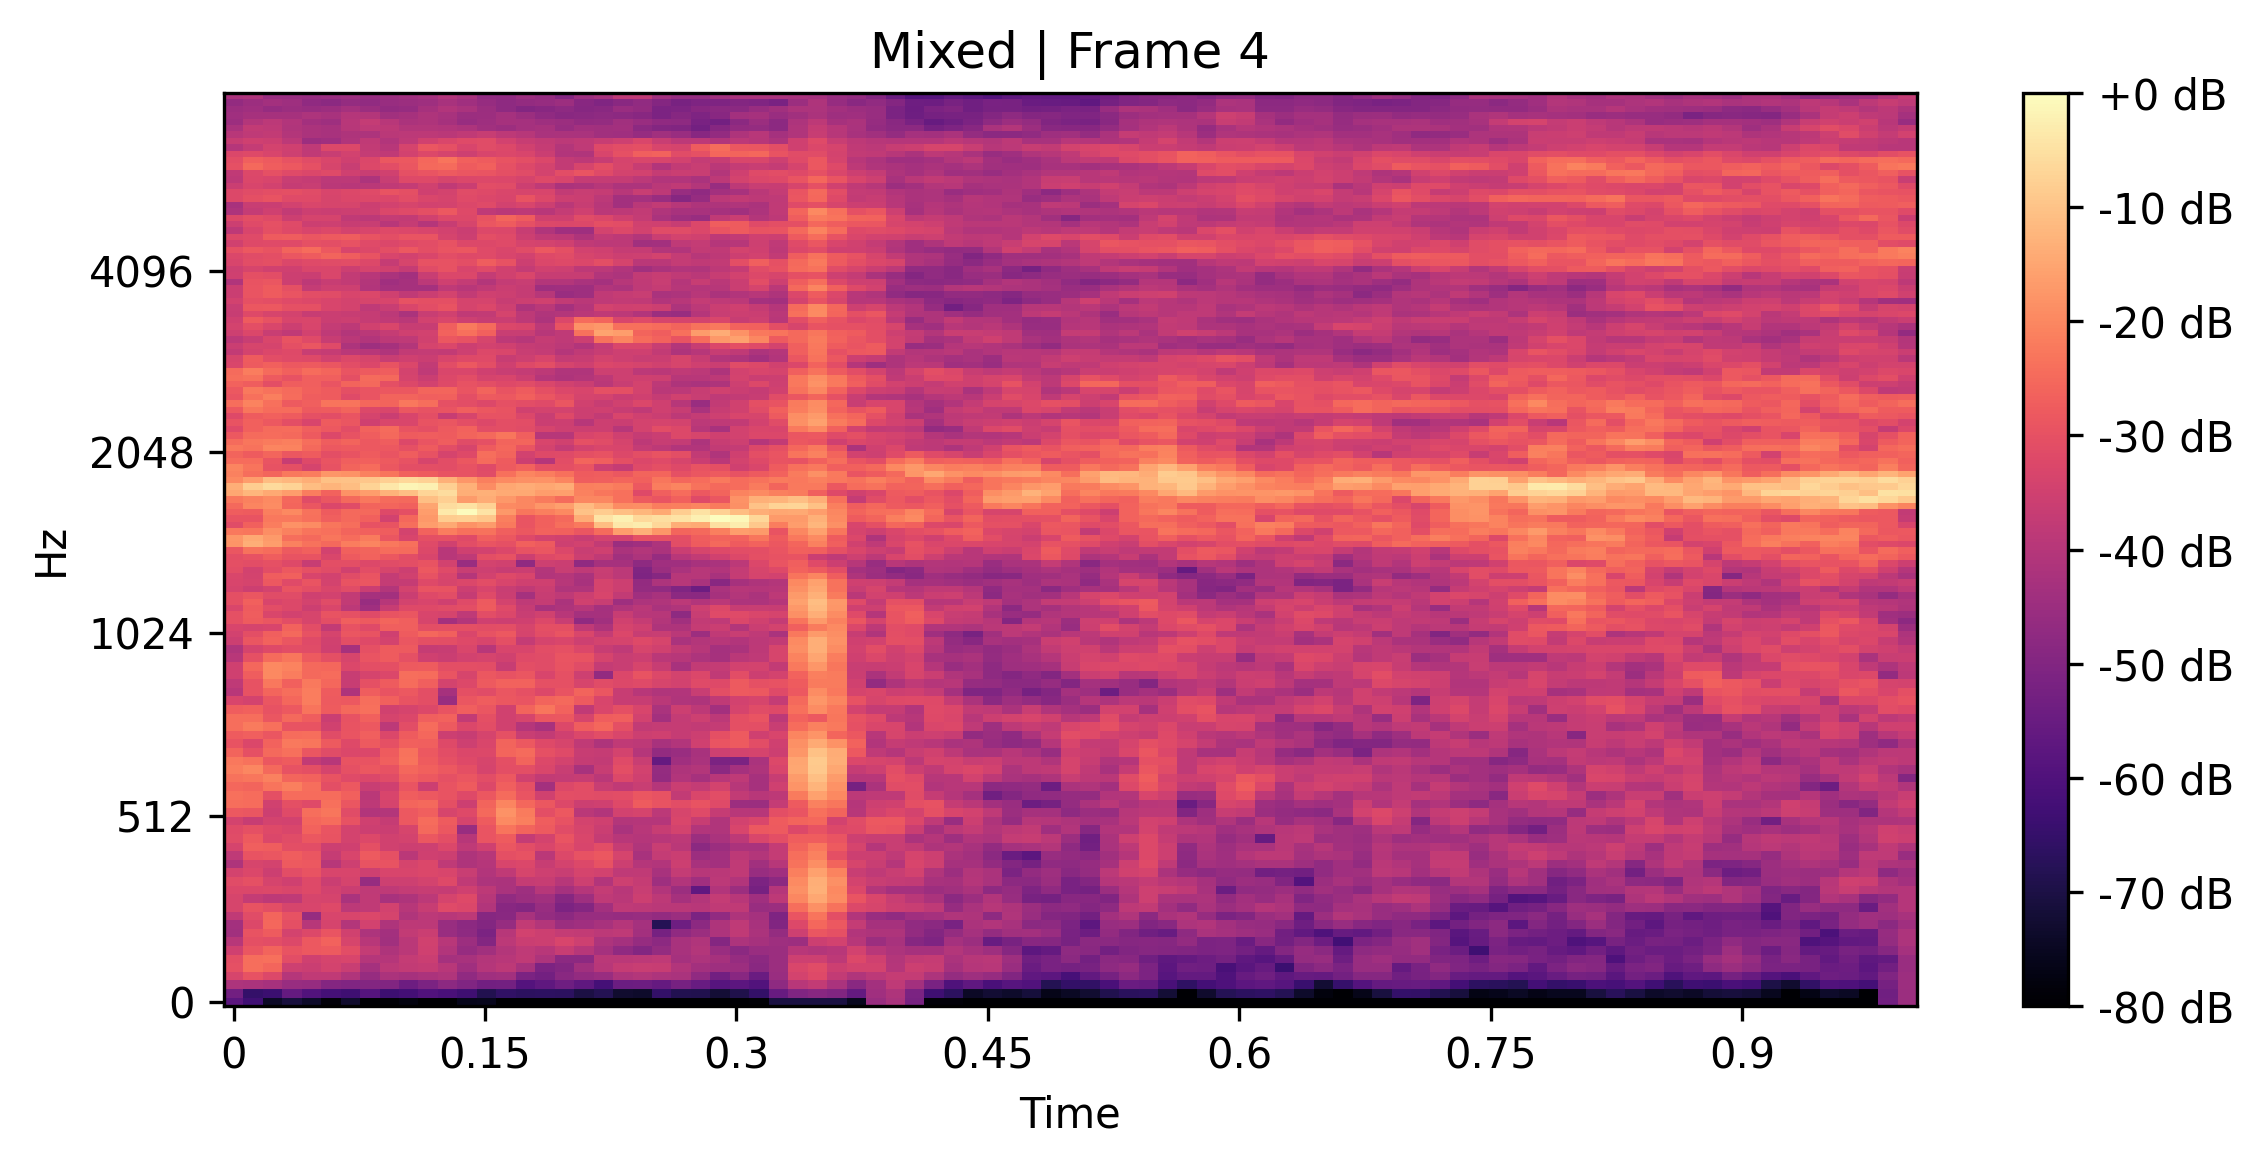 Mixed | Frame 4
+0 dB
-10 dB
-20 dB
-30 dB
-40 dB
-50 dB
-60 dB
-70 dB
-80 dB
Hz
4096
2048
1024
512
0
0 0.15 0.3 0.45 0.6 0.75 0.9
Time